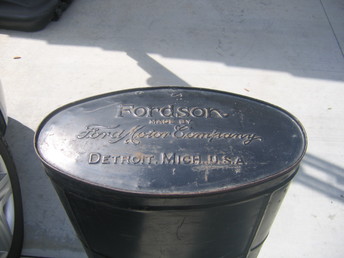 Fordson
MADE BY
Ford Motor Company
DETROIT, MICH. U.S.A.